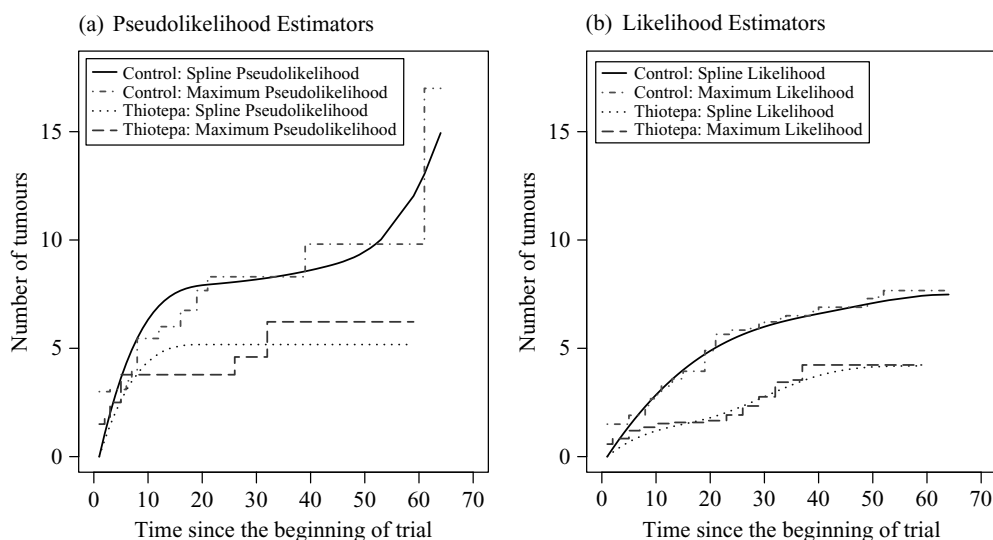 (a) Pseudolikelihood Estimators
Control: Spline Pseudolikelihood
Control: Maximum Pseudolikelihood
Thiotepa: Spline Pseudolikelihood
Thiotepa: Maximum Pseudolikelihood
Number of tumours
15
10
5
0
0 10 20 30 40 50 60 70
Time since the beginning of trial
(b) Likelihood Estimators
Control: Spline Likelihood
Control: Maximum Likelihood
Thiotepa: Spline Likelihood
Thiotepa: Maximum Likelihood
Number of tumours
15
10
5
0
0 10 20 30 40 50 60 70
Time since the beginning of trial